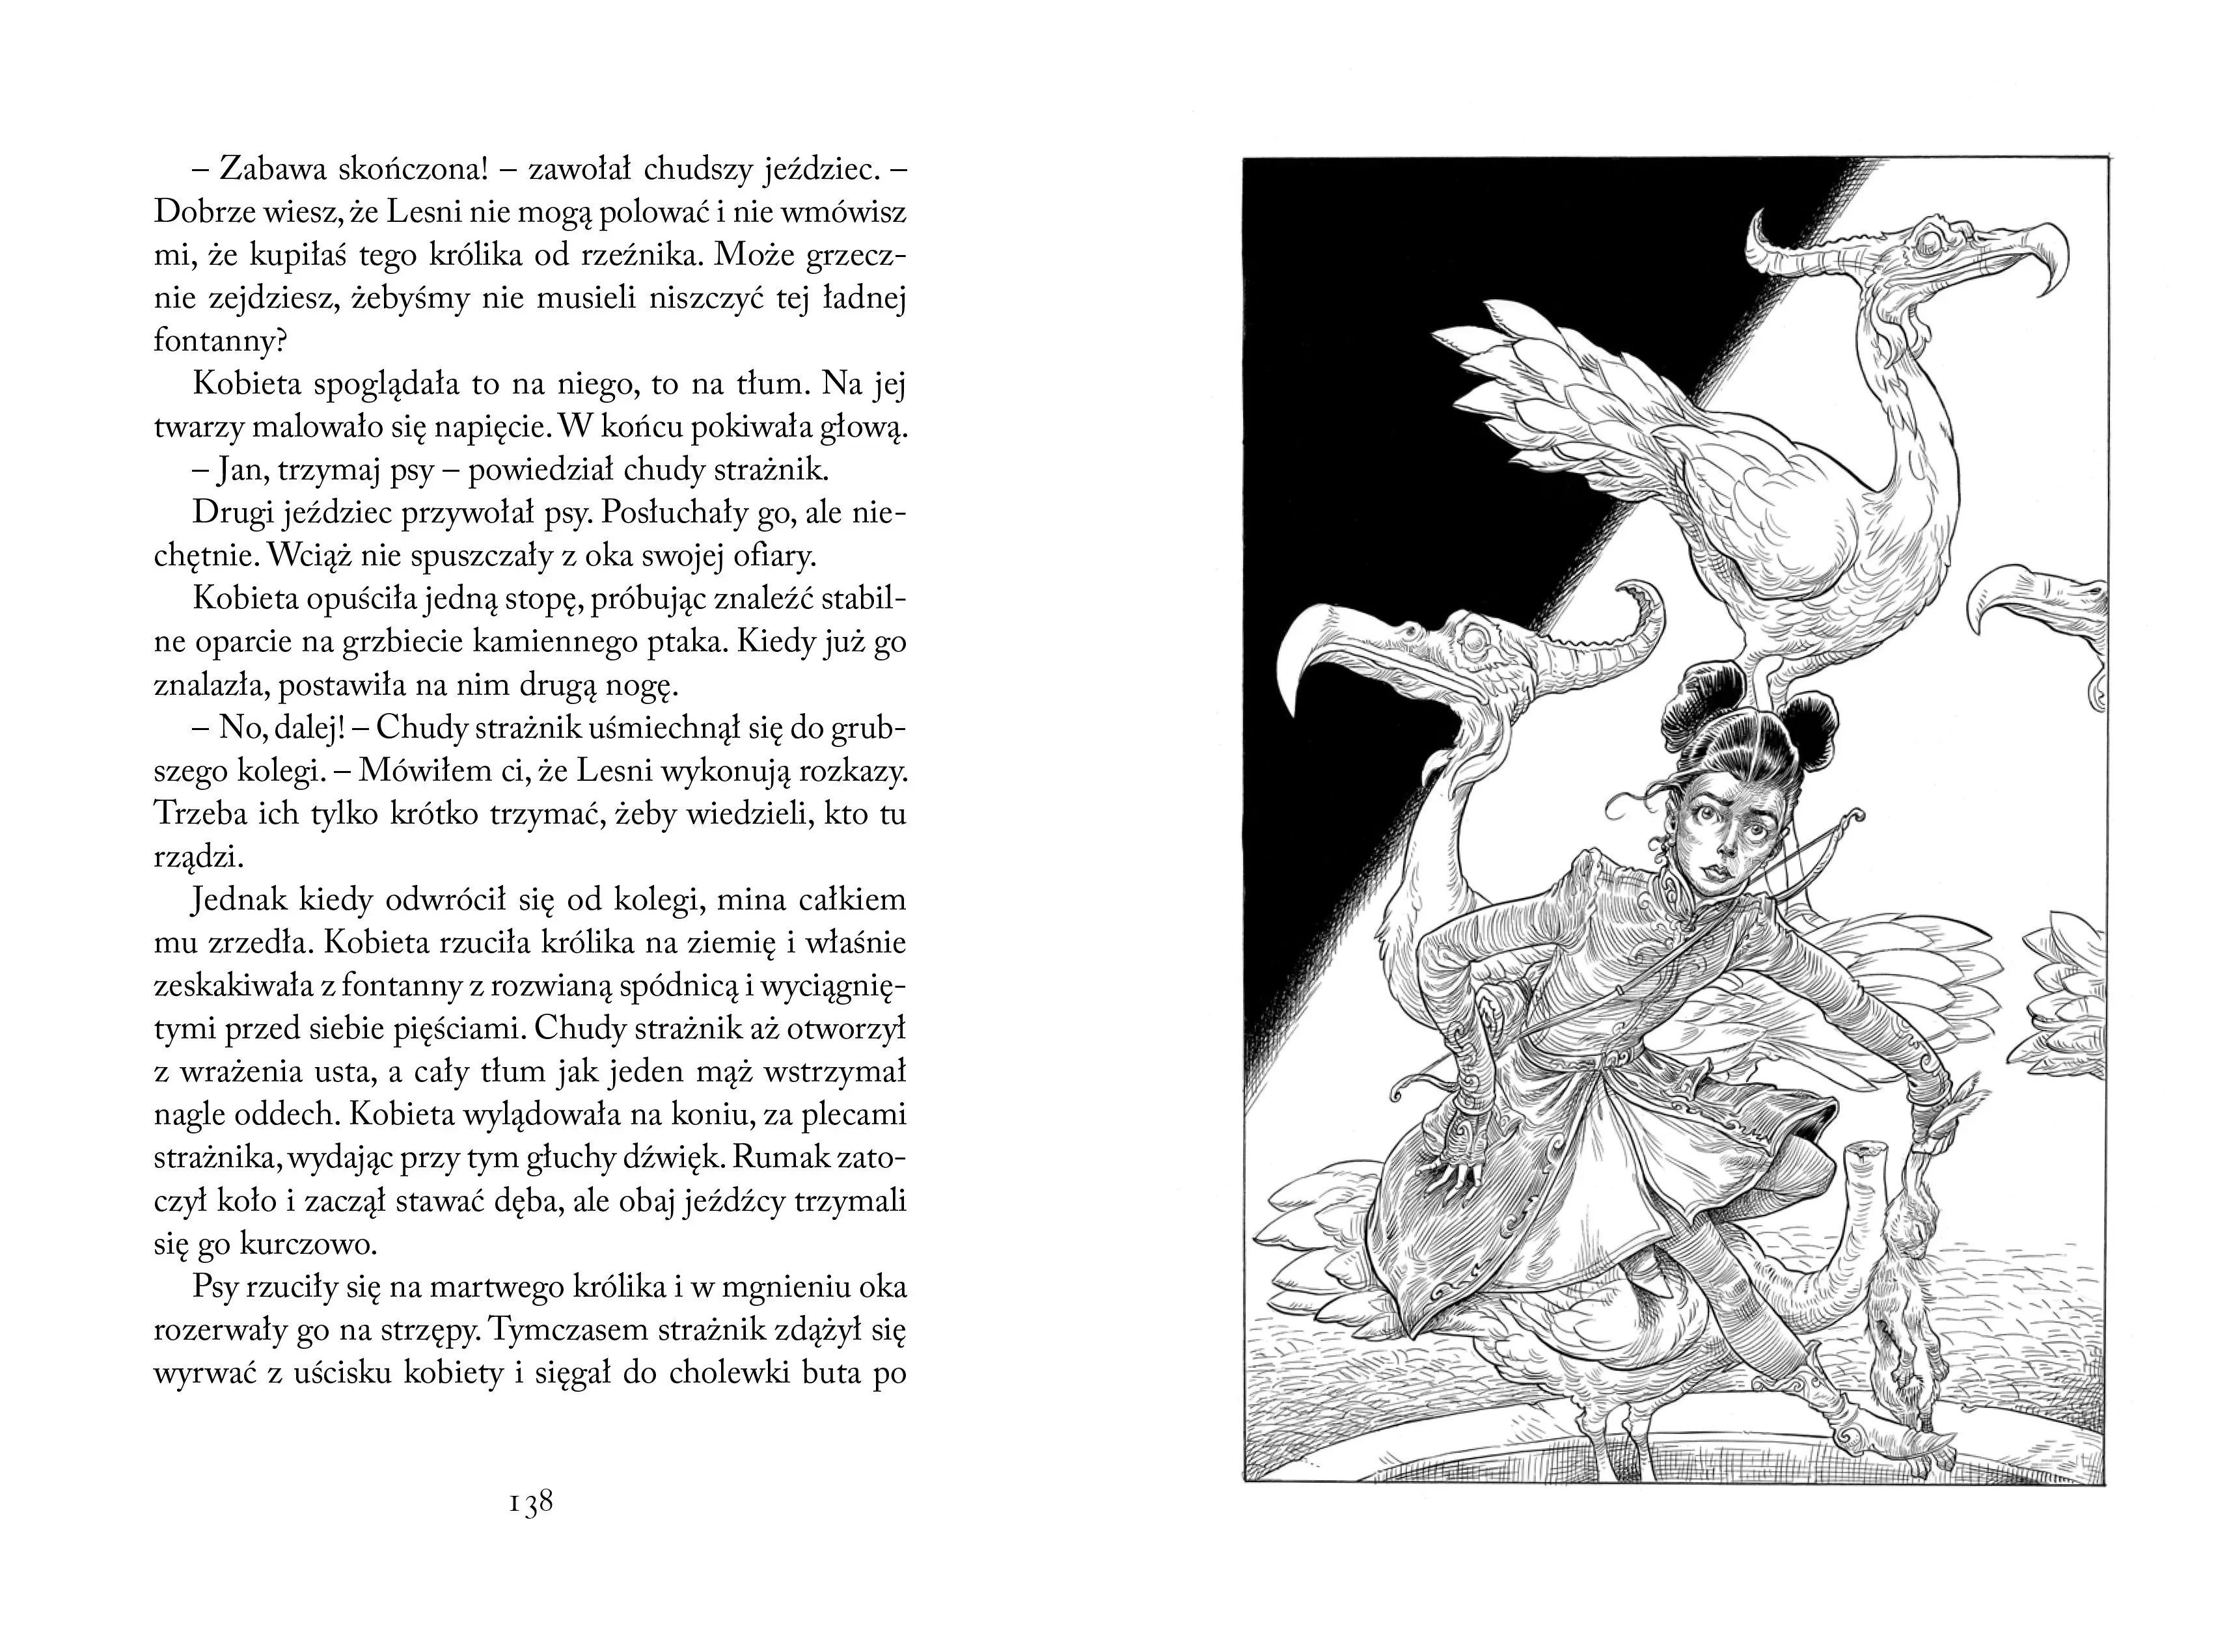 – Zabawa skończona! – zawołał chudszy jeździec. –
Dobrze wiesz, że Lesni nie mogą polować i nie wmówisz
mi, że kupiłaś tego królika od rzeźnika. Może grzecz-
nie zejdziesz, żebyśmy nie musieli niszczyć tej ładnej
fontanny?
Kobieta spoglądała to na niego, to na tłum. Na jej
twarzy malowało się napięcie. W końcu pokiwała głową.
– Jan, trzymaj psy – powiedział chudy strażnik.
Drugi jeździec przywołał psy. Posłuchały go, ale nie-
chętnie. Wciąż nie spuszczały z oka swojej ofiary.
Kobieta opuściła jedną stopę, próbując znaleźć stabil-
ne oparcie na grzbiecie kamiennego ptaka. Kiedy już go
znalazła, postawiła na nim drugą nogę.
– No, dalej! – Chudy strażnik uśmiechnął się do grub-
szego kolegi. – Mówiłem ci, że Lesni wykonują rozkazy.
Trzeba ich tylko krótko trzymać, żeby wiedzieli, kto tu
rządzi.
Jednak kiedy odwrócił się od kolegi, mina całkiem
mu zrzedła. Kobieta rzuciła królika na ziemię i właśnie
zeskakiwała z fontanny z rozwianą spódnicą i wyciągnię-
tymi przed siebie pięściami. Chudy strażnik aż otworzył
z wrażenia usta, a cały tłum jak jeden mąż wstrzymał
nagle oddech. Kobieta wylądowała na koniu, za plecami
strażnika, wydając przy tym głuchy dźwięk. Rumak zato-
czył koło i zaczął stawać dęba, ale obaj jeźdźcy trzymali
się go kurczowo.
Psy rzuciły się na martwego królika i w mgnieniu oka
rozerwały go na strzępy. Tymczasem strażnik zdążył się
wyrwać z uścisku kobiety i sięgał do cholewki buta po
138